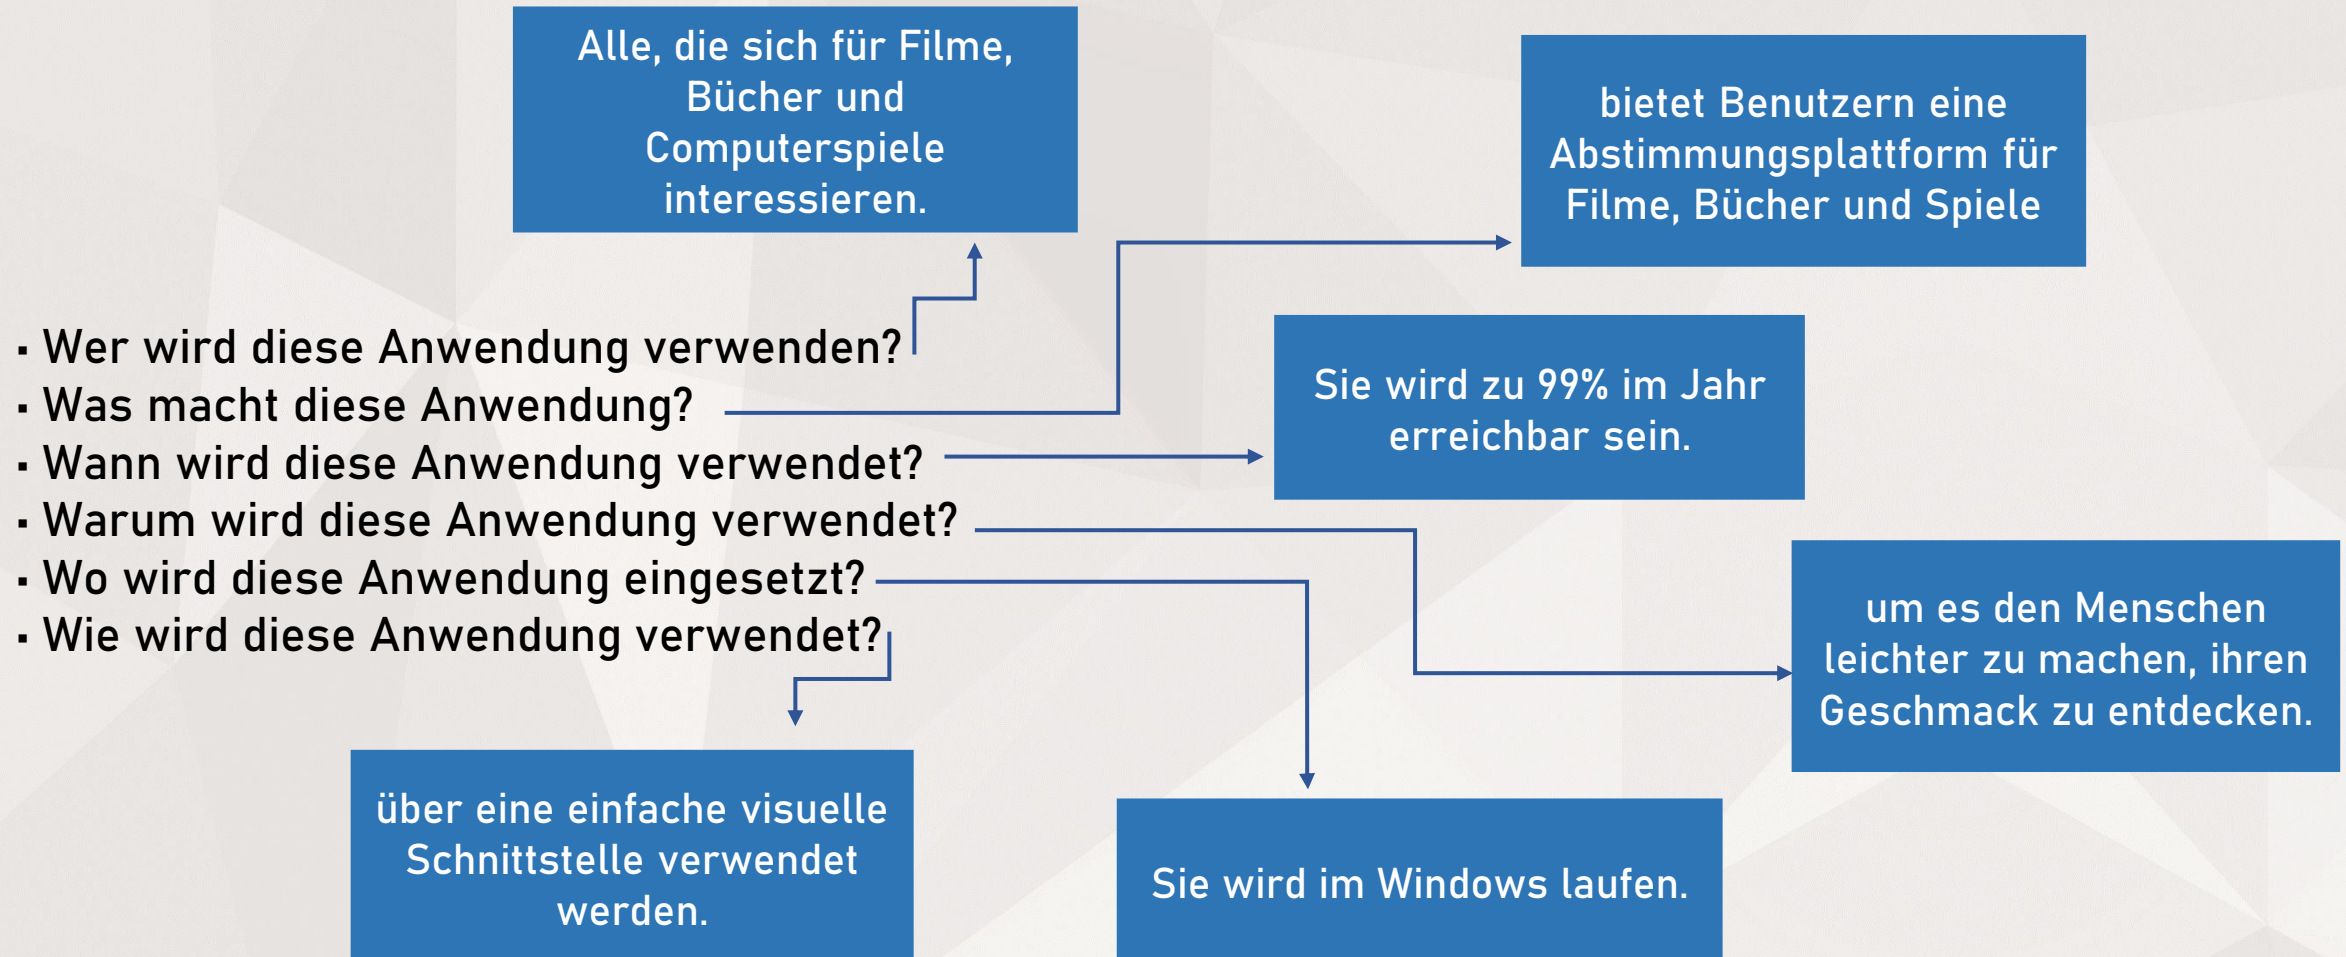 Alle, die sich für Filme,
Bücher und
Computerspiele
interessieren.
bietet Benutzern eine
Abstimmungsplattform für
Filme, Bücher und Spiele
▪ Wer wird diese Anwendung verwenden?
▪ Was macht diese Anwendung?
▪ Wann wird diese Anwendung verwendet?
▪ Warum wird diese Anwendung verwendet?
▪ Wo wird diese Anwendung eingesetzt?
▪ Wie wird diese Anwendung verwendet?
Sie wird zu 99% im Jahr
erreichbar sein.
um es den Menschen
leichter zu machen, ihren
Geschmack zu entdecken.
über eine einfache visuelle
Schnittstelle verwendet
werden.
Sie wird im Windows laufen.